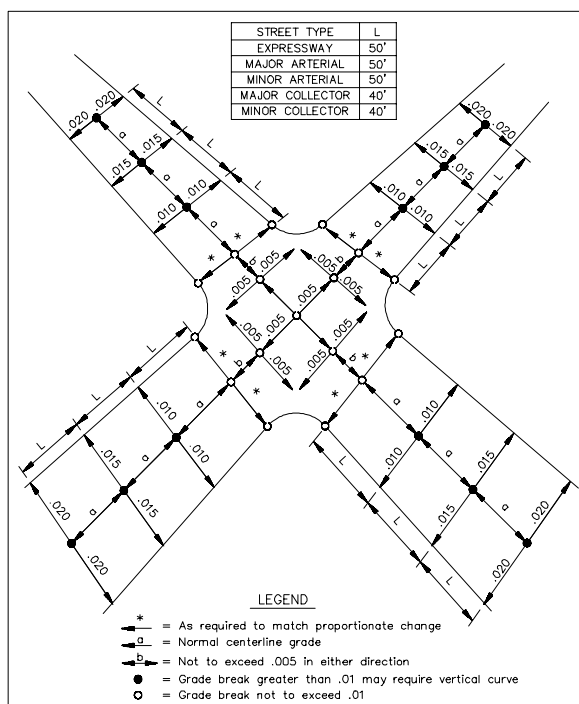 STREET TYPE L
EXPRESSWAY 50'
MAJOR ARTERIAL 50'
MINOR ARTERIAL 50'
MAJOR COLLECTOR 40'
MINOR COLLECTOR 40'
.020 .020 L
a
.015 .015 L
.010 .010 L
a
* *
b
.020 .020
a
.015 .015 L
.010 .010 L
a
* *
b
.005 .005 .005 .005
.005 .005 .005 .005
.005 .005 .005 .005
b
* *
a
.010 .010 L
a
.015 .015 L
a
.020 .020 L
b
* *
a
.010 .010 L
.015 .015 L
a
.020 .020 L
LEGEND
* = As required to match proportionate change
a = Normal centerline grade
b = Not to exceed .005 in either direction
= Grade break greater than .01 may require vertical curve
= Grade break not to exceed .01